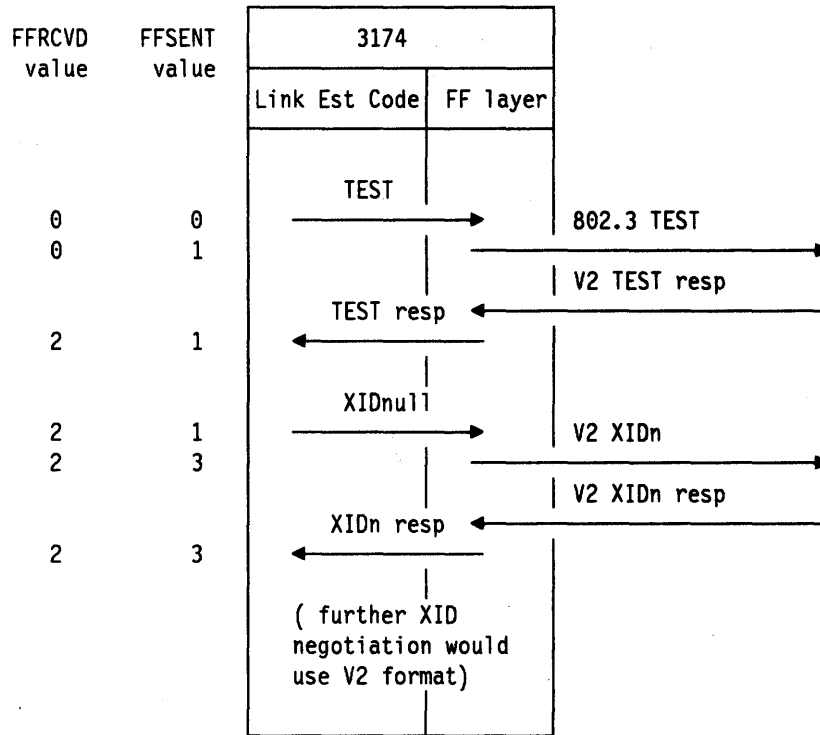 FFRCVD FFSENT 3174
value value
Link Est Code FF layer
TEST
0 0 802.3 TEST
0 1
V2 TEST resp
TEST resp
2 1
XIDnull
2 1 V2 XIDn
2 3
V2 XIDn resp
XIDn resp
2 3
( further XID
negotiation would
use V2 format)